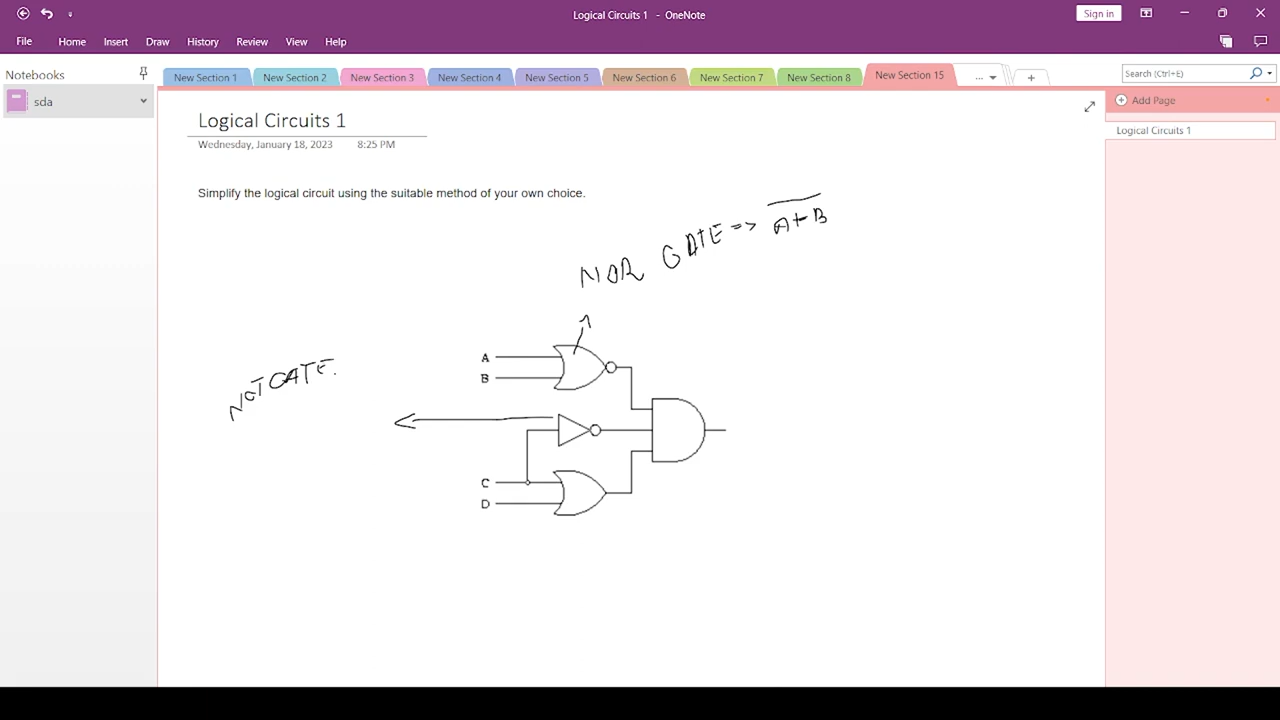 Logical Circuits 1 - OneNote
Sign in
File Home Insert Draw History Review View Help
Notebooks
sda
New Section 1 New Section 2 New Section 3 New Section 4 New Section 5 New Section 6 New Section 7 New Section 8 New Section 15 ...
Search (Ctrl+E)
Add Page
Logical Circuits 1
Logical Circuits 1
Wednesday, January 18, 2023 8:25 PM
Simplify the logical circuit using the suitable method of your own choice.
NOR GATE => A+B
NOT GATE.
A
B
C
D